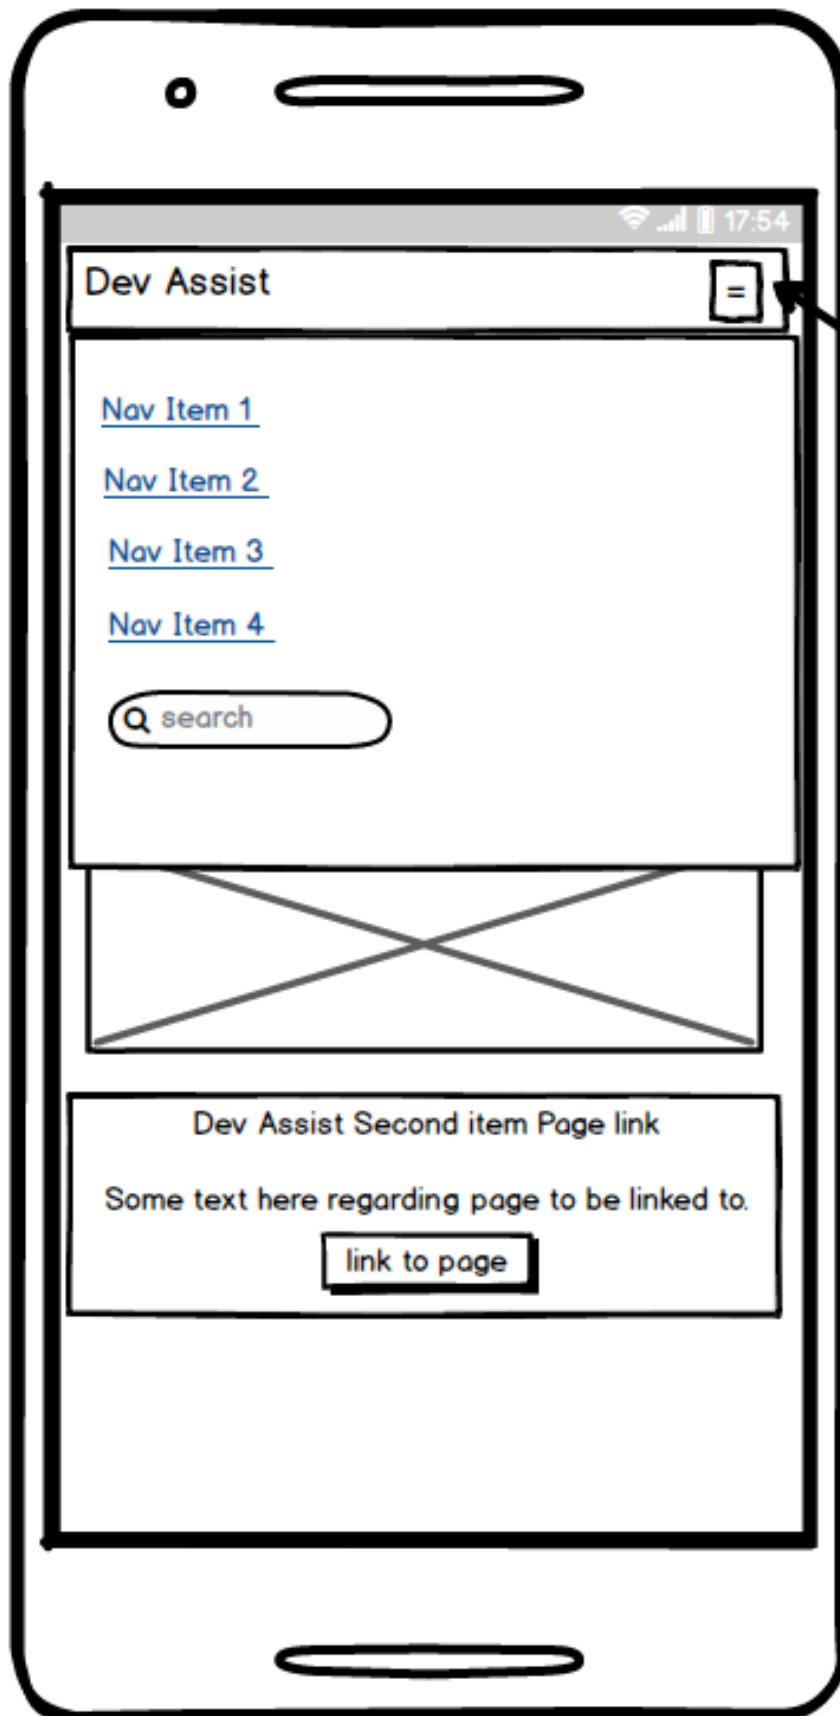 17:54
Dev Assist
=
Nav Item 1
Nav Item 2
Nav Item 3
Nav Item 4
search
Dev Assist Second item Page link
Some text here regarding page to be linked to.
link to page